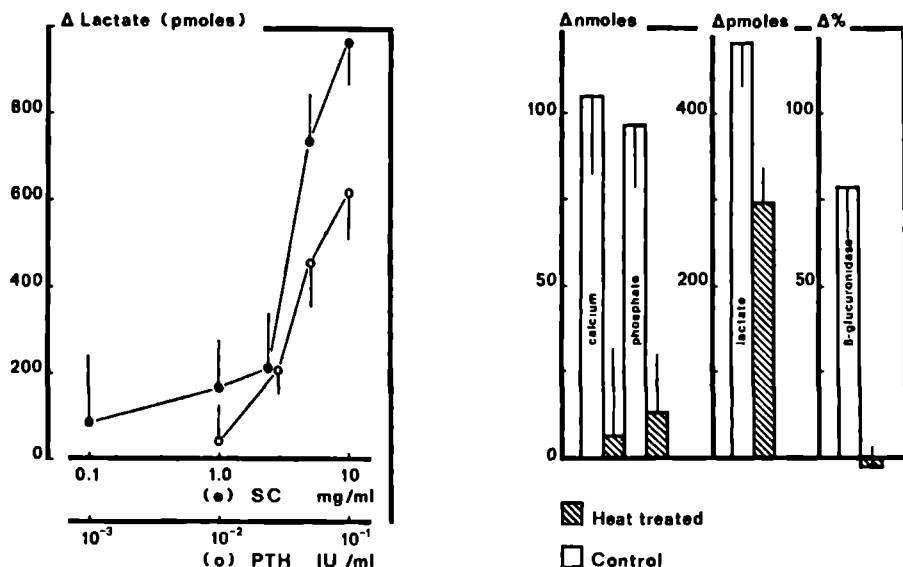 Δ Lactate (pmoles)
800
600
400
200
0
0.1 1.0 10
(●) SC mg/ml
10⁻³ 10⁻² 10⁻¹
(o) PTH IU /ml
Δnmoles
100
50
0
calcium
phosphate
Δpmoles
400
200
lactate
Δ%
100
50
β-glucuronidase
Heat treated
Control